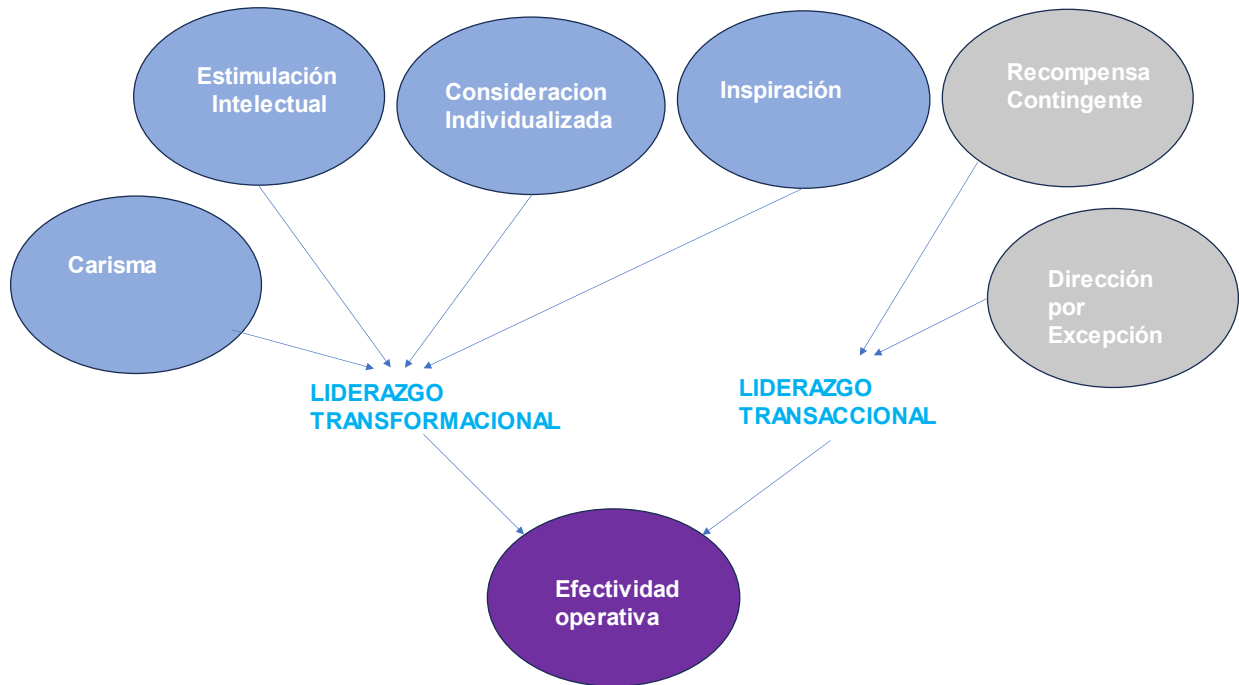 Estimulación
Intelectual
Consideracion
Individualizada
Inspiración
Recompensa
Contingente
Carisma
Dirección
por
Excepción
LIDERAZGO
TRANSFORMACIONAL
LIDERAZGO
TRANSACCIONAL
Efectividad
operativa